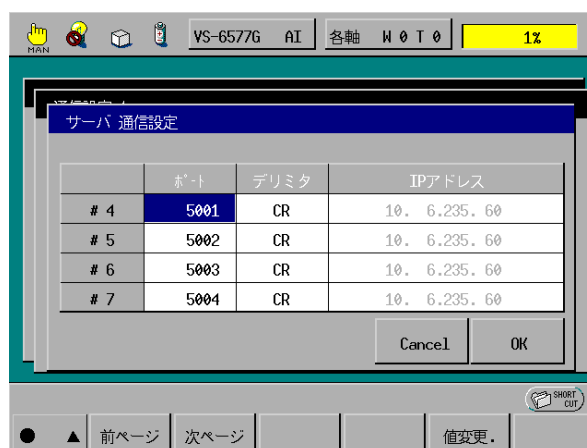 MAN VS-6577G AI 各軸 W 0 T 0 1%
サーバ 通信設定
ﾎﾟｰﾄ デリミタ IPアドレス
# 4 5001 CR 10. 6.235. 60
# 5 5002 CR 10. 6.235. 60
# 6 5003 CR 10. 6.235. 60
# 7 5004 CR 10. 6.235. 60
Cancel OK
SHORT
CUT
前ページ 次ページ 値変更.